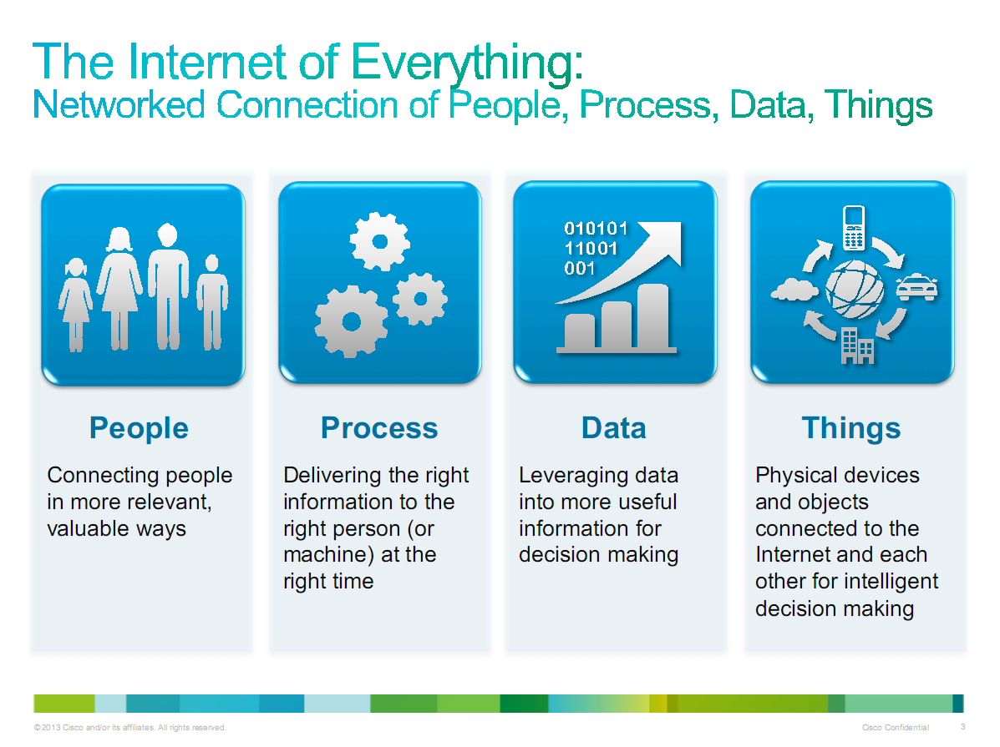 The Internet of Everything:
Networked Connection of People, Process, Data, Things
010101
11001
001
People
Connecting people
in more relevant,
valuable ways
Process
Delivering the right
information to the
right person (or
machine) at the
right time
Data
Leveraging data
into more useful
information for
decision making
Things
Physical devices
and objects
connected to the
Internet and each
other for intelligent
decision making
© 2013 Cisco and/or its affiliates. All rights reserved.
Cisco Confidential
3